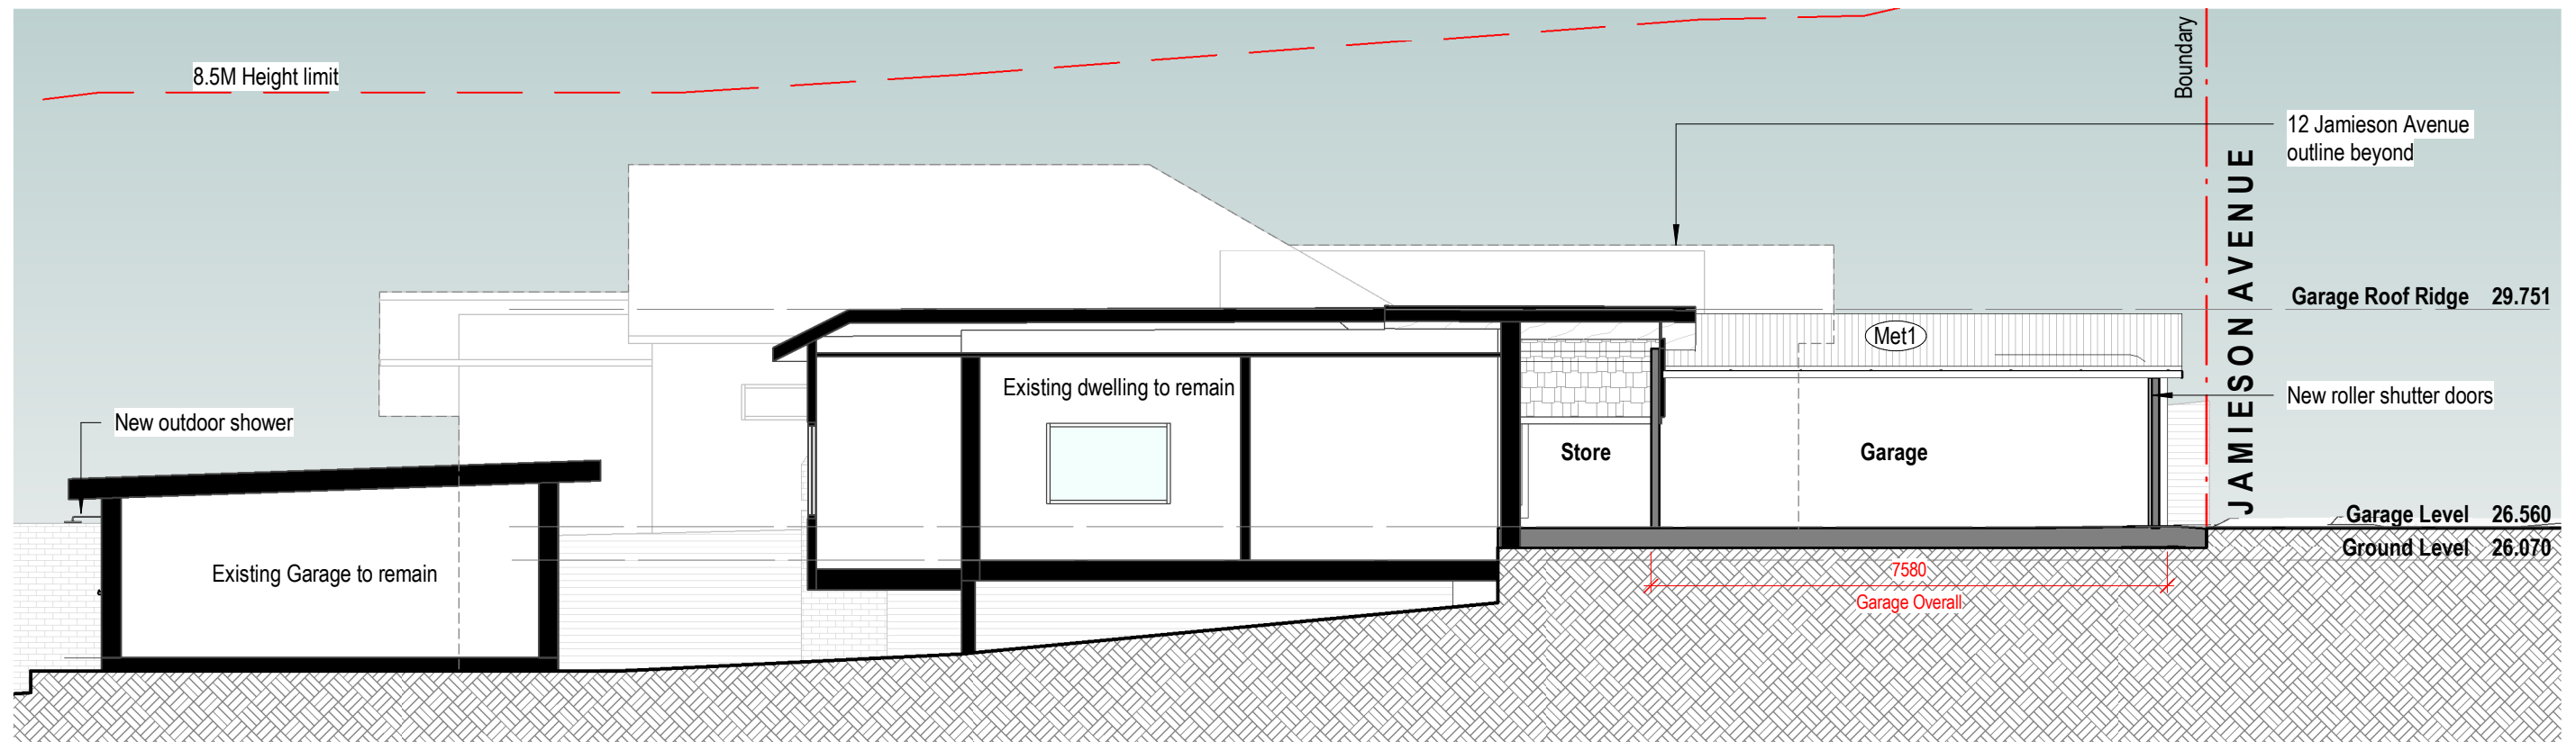 8.5M Height limit
Boundary
12 Jamieson Avenue
outline beyond
JAMIESON AVENUE
Garage Roof Ridge 29.751
Met1
Existing dwelling to remain
New roller shutter doors
New outdoor shower
Store
Garage
Garage Level 26.560
Ground Level 26.070
Existing Garage to remain
7580
Garage Overall